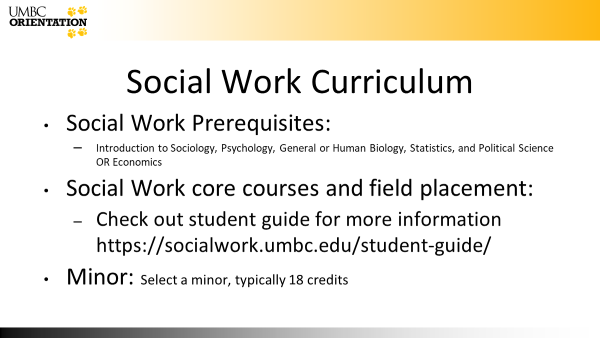 UMBC
ORIENTATION
Social Work Curriculum
• Social Work Prerequisites:
– Introduction to Sociology, Psychology, General or Human Biology, Statistics, and Political Science
OR Economics
• Social Work core courses and field placement:
– Check out student guide for more information
https://socialwork.umbc.edu/student-guide/
• Minor: Select a minor, typically 18 credits